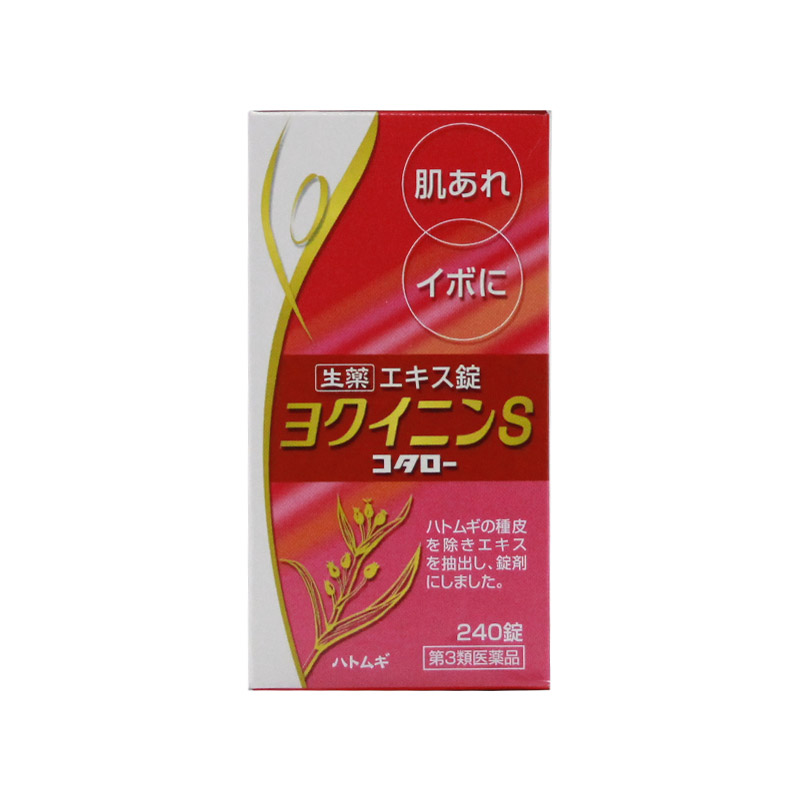 肌あれ
イボに
生薬 エキス錠
ヨクイニンS
コタロー
ハトムギの種皮
を除きエキス
を抽出し、錠剤
にしました。
240錠
第3類医薬品
ハトムギ